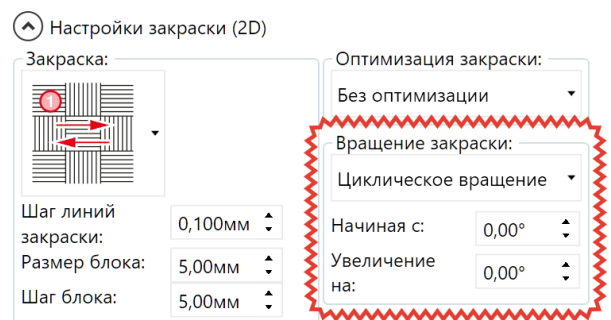 Настройки закраски (2D)
Закраска:
1
Шаг линий
закраски:
0,100мм
Размер блока:
5,00мм
Шаг блока:
5,00мм
Оптимизация закраски:
Без оптимизации
Вращение закраски:
Циклическое вращение
Начиная с:
0,00°
Увеличение
на:
0,00°